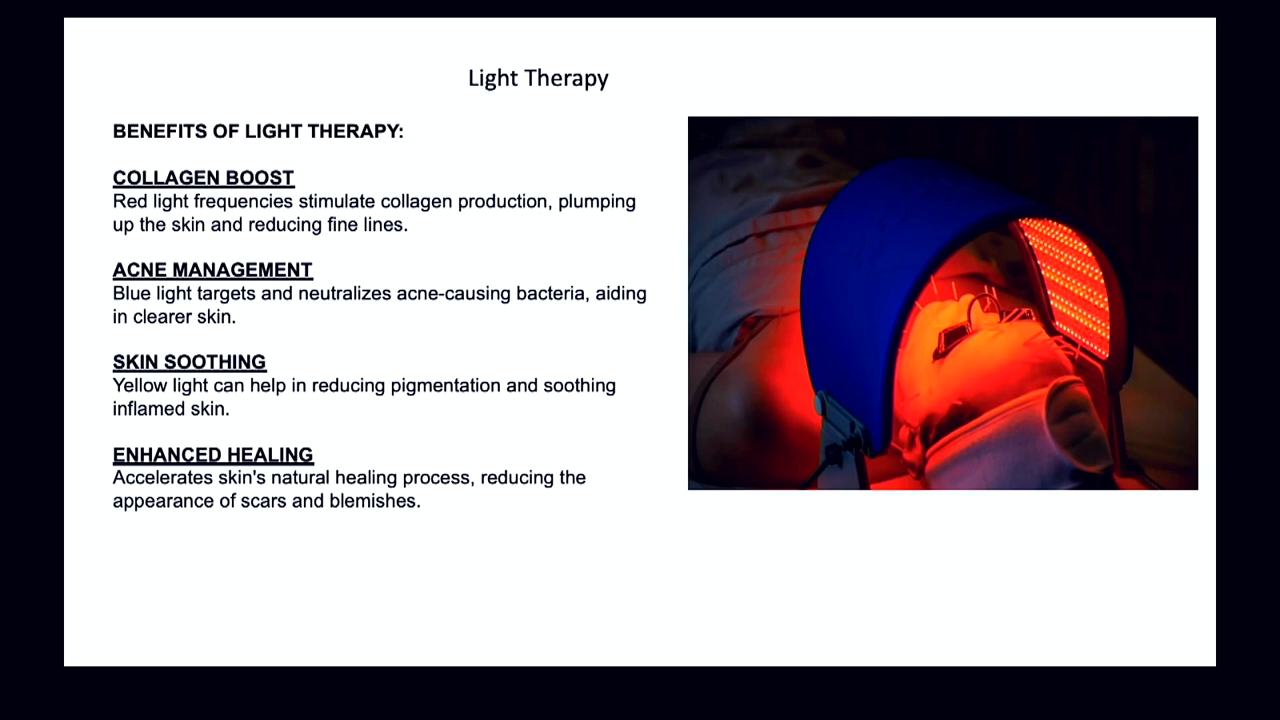 Light Therapy
BENEFITS OF LIGHT THERAPY:
COLLAGEN BOOST
Red light frequencies stimulate collagen production, plumping
up the skin and reducing fine lines.
ACNE MANAGEMENT
Blue light targets and neutralizes acne-causing bacteria, aiding
in clearer skin.
SKIN SOOTHING
Yellow light can help in reducing pigmentation and soothing
inflamed skin.
ENHANCED HEALING
Accelerates skin's natural healing process, reducing the
appearance of scars and blemishes.